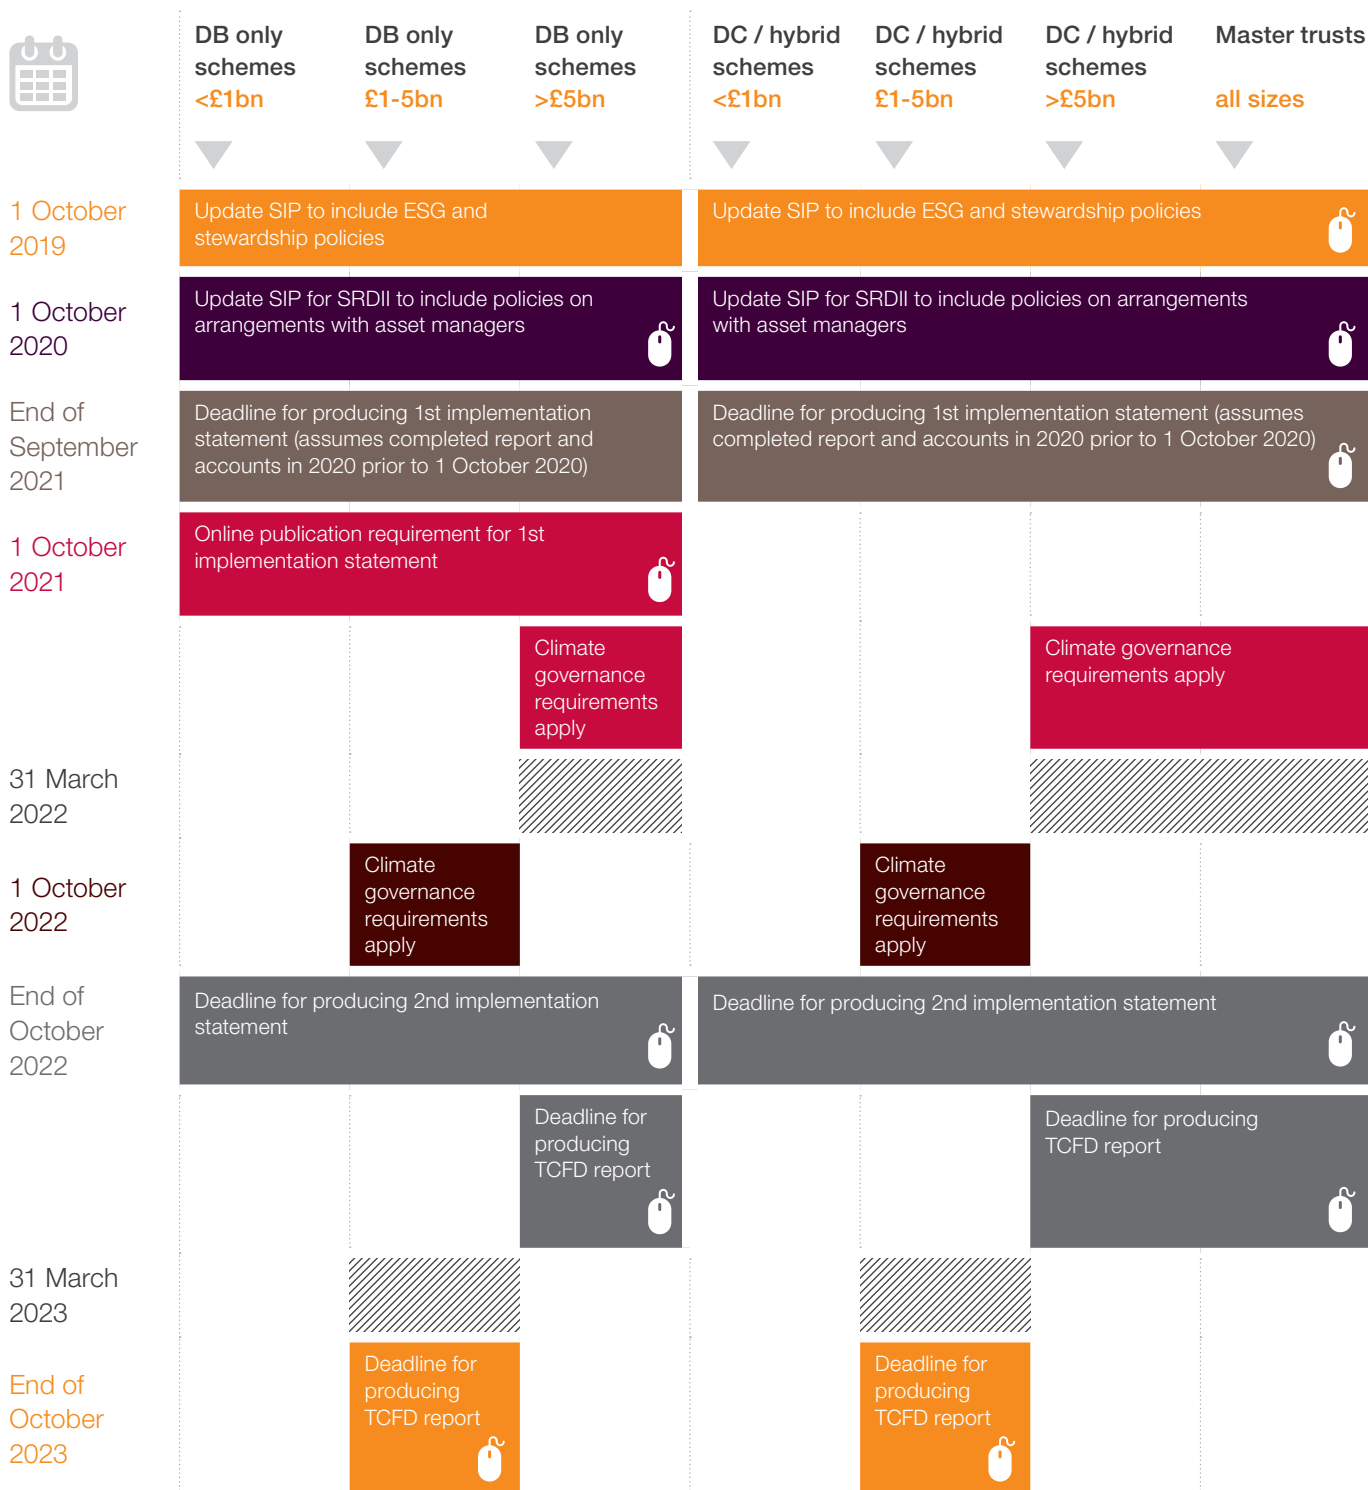 DB only
schemes
<£1bn
DB only
schemes
£1-5bn
DB only
schemes
>£5bn
DC / hybrid
schemes
<£1bn
DC / hybrid
schemes
£1-5bn
DC / hybrid
schemes
>£5bn
Master trusts
all sizes
1 October
2019
Update SIP to include ESG and
stewardship policies
Update SIP to include ESG and stewardship policies
1 October
2020
Update SIP for SRDII to include policies on
arrangements with asset managers
Update SIP for SRDII to include policies on arrangements
with asset managers
End of
September
2021
Deadline for producing 1st implementation
statement (assumes completed report and
accounts in 2020 prior to 1 October 2020)
Deadline for producing 1st implementation statement (assumes
completed report and accounts in 2020 prior to 1 October 2020)
1 October
2021
Online publication requirement for 1st
implementation statement
Climate
governance
requirements
apply
Climate governance
requirements apply
31 March
2022
1 October
2022
Climate
governance
requirements
apply
Climate
governance
requirements
apply
End of
October
2022
Deadline for producing 2nd implementation
statement
Deadline for producing 2nd implementation statement
Deadline for
producing
TCFD report
Deadline for producing
TCFD report
31 March
2023
End of
October
2023
Deadline for
producing
TCFD report
Deadline for
producing
TCFD report